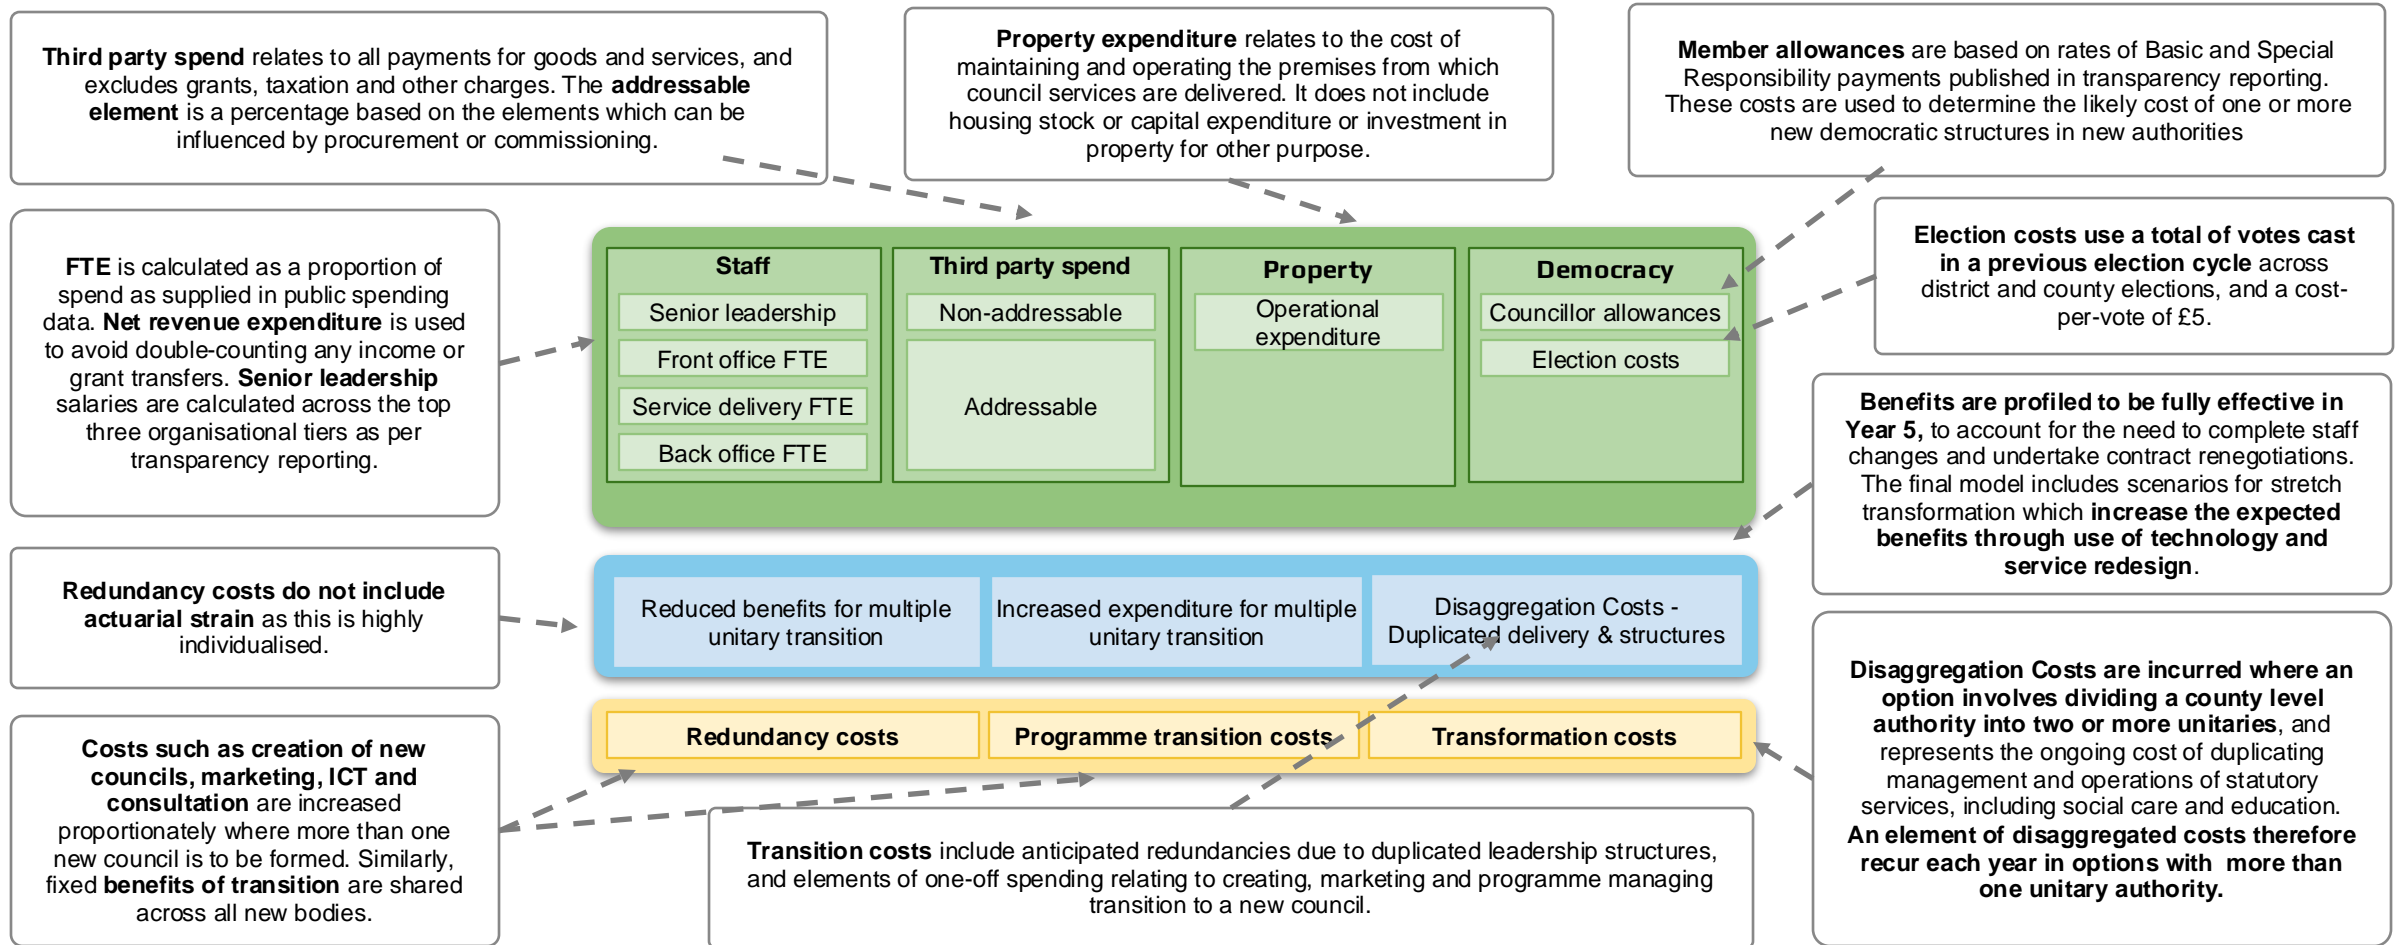 Third party spend relates to all payments for goods and services, and
excludes grants, taxation and other charges. The addressable
element is a percentage based on the elements which can be
influenced by procurement or commissioning.
Property expenditure relates to the cost of
maintaining and operating the premises from which
council services are delivered. It does not include
housing stock or capital expenditure or investment in
property for other purpose.
Member allowances are based on rates of Basic and Special
Responsibility payments published in transparency reporting.
These costs are used to determine the likely cost of one or more
new democratic structures in new authorities
FTE is calculated as a proportion of
spend as supplied in public spending
data. Net revenue expenditure is used
to avoid double-counting any income or
grant transfers. Senior leadership
salaries are calculated across the top
three organisational tiers as per
transparency reporting.
Staff
Senior leadership
Front office FTE
Service delivery FTE
Back office FTE
Third party spend
Non-addressable
Addressable
Property
Operational
expenditure
Democracy
Councillor allowances
Election costs
Election costs use a total of votes cast
in a previous election cycle across
district and county elections, and a cost-
per-vote of £5.
Benefits are profiled to be fully effective in
Year 5, to account for the need to complete staff
changes and undertake contract renegotiations.
The final model includes scenarios for stretch
transformation which increase the expected
benefits through use of technology and
service redesign.
Redundancy costs do not include
actuarial strain as this is highly
individualised.
Reduced benefits for multiple
unitary transition
Increased expenditure for multiple
unitary transition
Disaggregation Costs -
Duplicated delivery & structures
Redundancy costs
Programme transition costs
Transformation costs
Costs such as creation of new
councils, marketing, ICT and
consultation are increased
proportionately where more than one
new council is to be formed. Similarly,
fixed benefits of transition are shared
across all new bodies.
Transition costs include anticipated redundancies due to duplicated leadership structures,
and elements of one-off spending relating to creating, marketing and programme managing
transition to a new council.
Disaggregation Costs are incurred where an
option involves dividing a county level
authority into two or more unitaries, and
represents the ongoing cost of duplicating
management and operations of statutory
services, including social care and education.
An element of disaggregated costs therefore
recur each year in options with more than
one unitary authority.